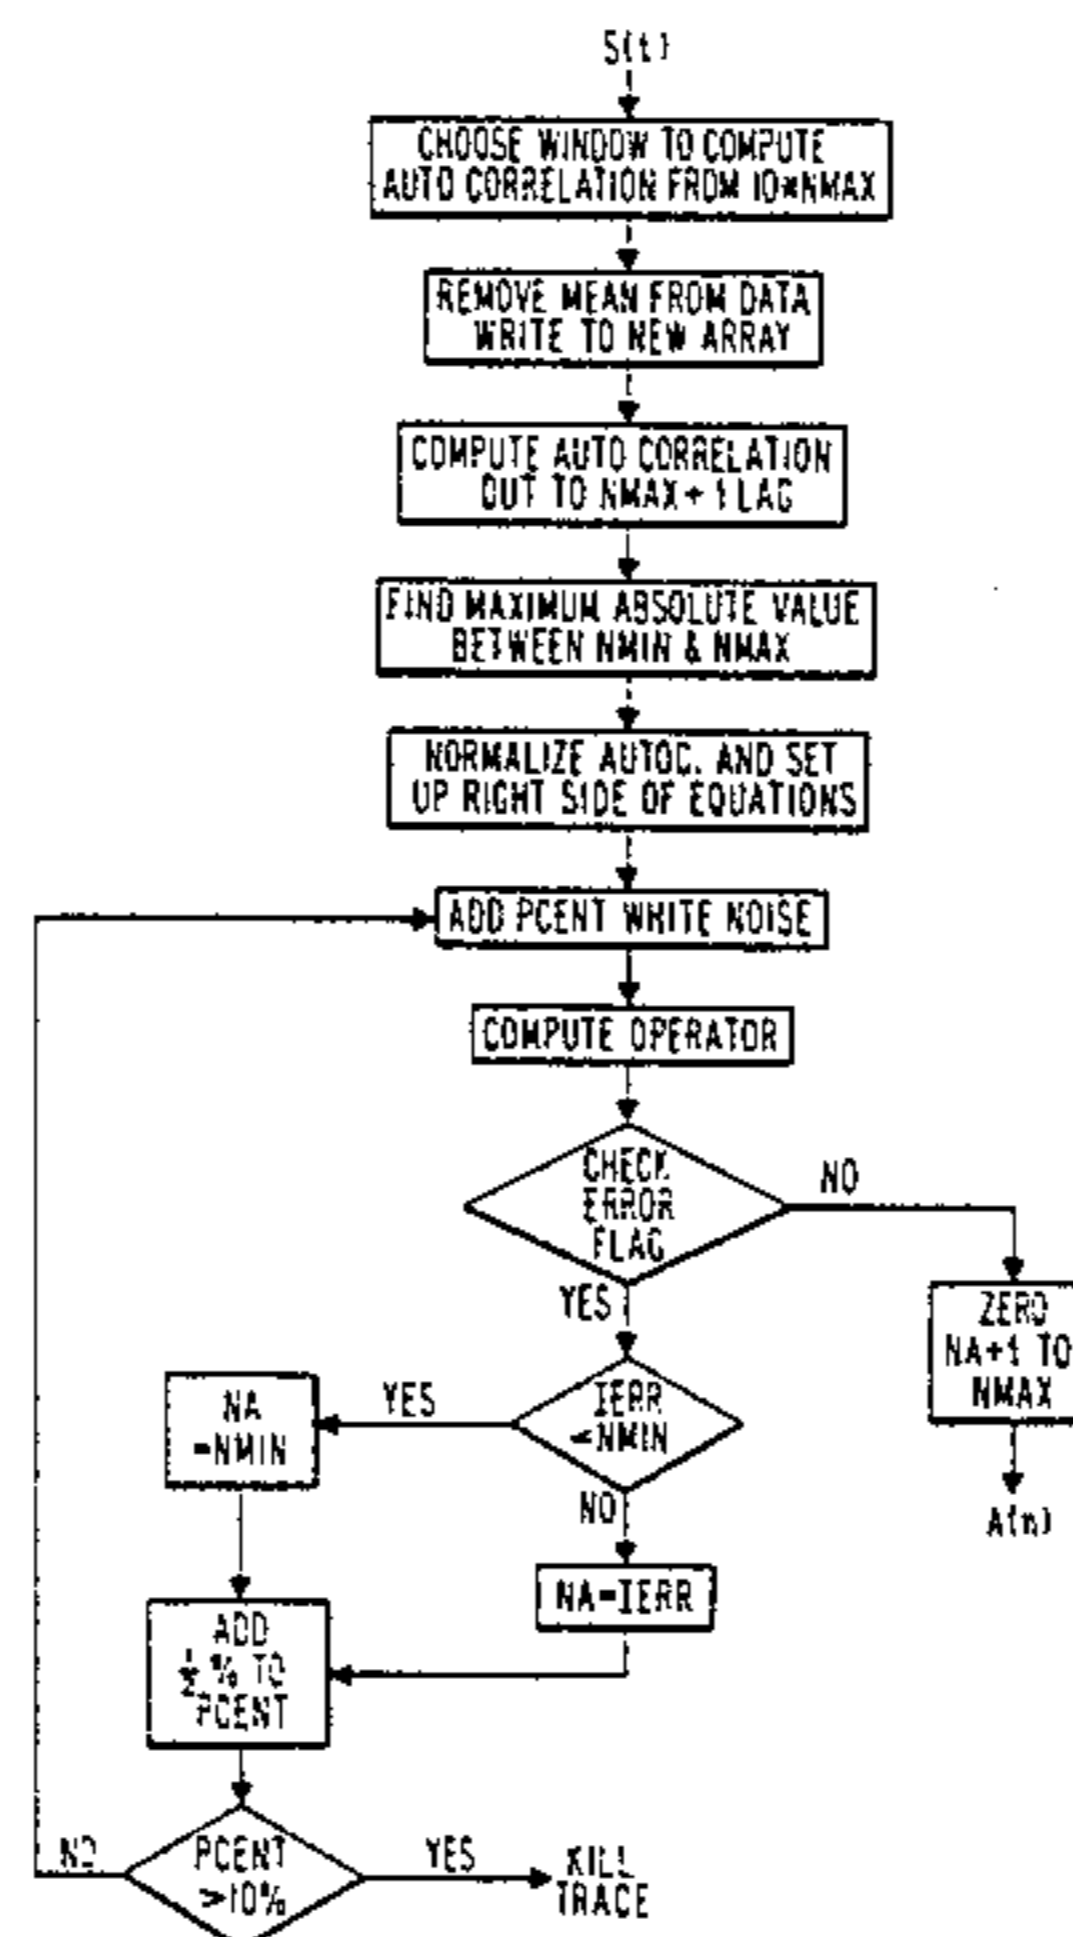 S(t)
CHOOSE WINDOW TO COMPUTE
AUTO CORRELATION FROM 10*NMAX
REMOVE MEAN FROM DATA
WRITE TO NEW ARRAY
COMPUTE AUTO CORRELATION
OUT TO NMAX + 1 LAG
FIND MAXIMUM ABSOLUTE VALUE
BETWEEN NMIN & NMAX
NORMALIZE AUTOC. AND SET
UP RIGHT SIDE OF EQUATIONS
ADD PCENT WHITE NOISE
COMPUTE OPERATOR
CHECK
ERROR
FLAG
NO
YES
ZERO
NA+1 TO
NMAX
A(n)
IERR
<NMIN
YES
NA
=NMIN
NO
NA=IERR
ADD
½ % TO
PCENT
PCENT
>10%
NO
YES
KILL
TRACE